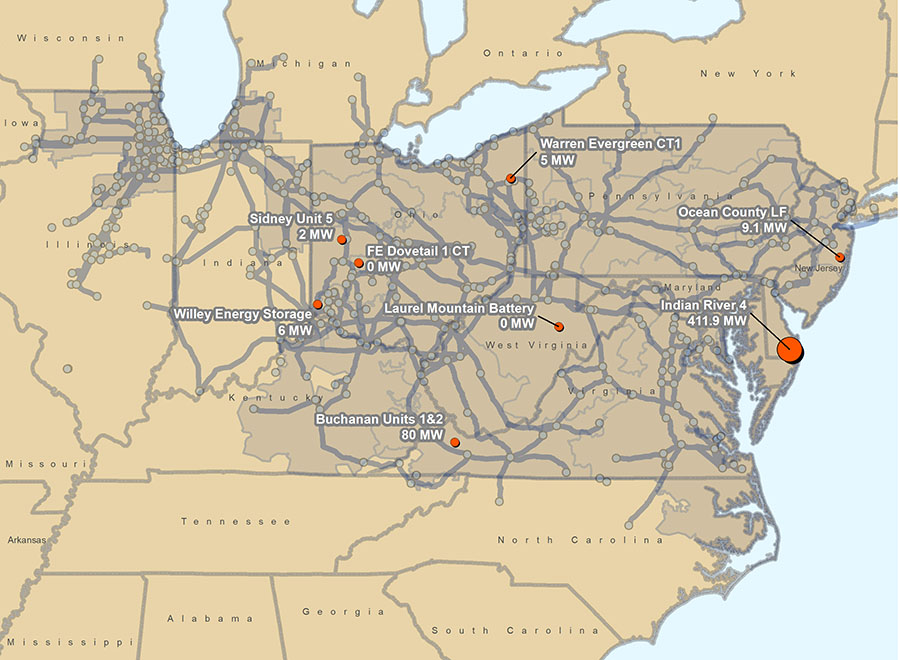 Wisconsin
Michigan
Ontario
New York
Iowa
Warren Evergreen CT1
5 MW
Pennsylvania
Ocean County LF
9.1 MW
Sidney Unit 5
2 MW
Ohio
FE Dovetail 1 CT
0 MW
Illinois
Indiana
New Jersey
Maryland
Willey Energy Storage
6 MW
Laurel Mountain Battery
0 MW
Indian River 4
411.9 MW
West Virginia
Virginia
Kentucky
Buchanan Units 1&2
80 MW
Missouri
Tennessee
Arkansas
North Carolina
Mississippi
Alabama
Georgia
South Carolina